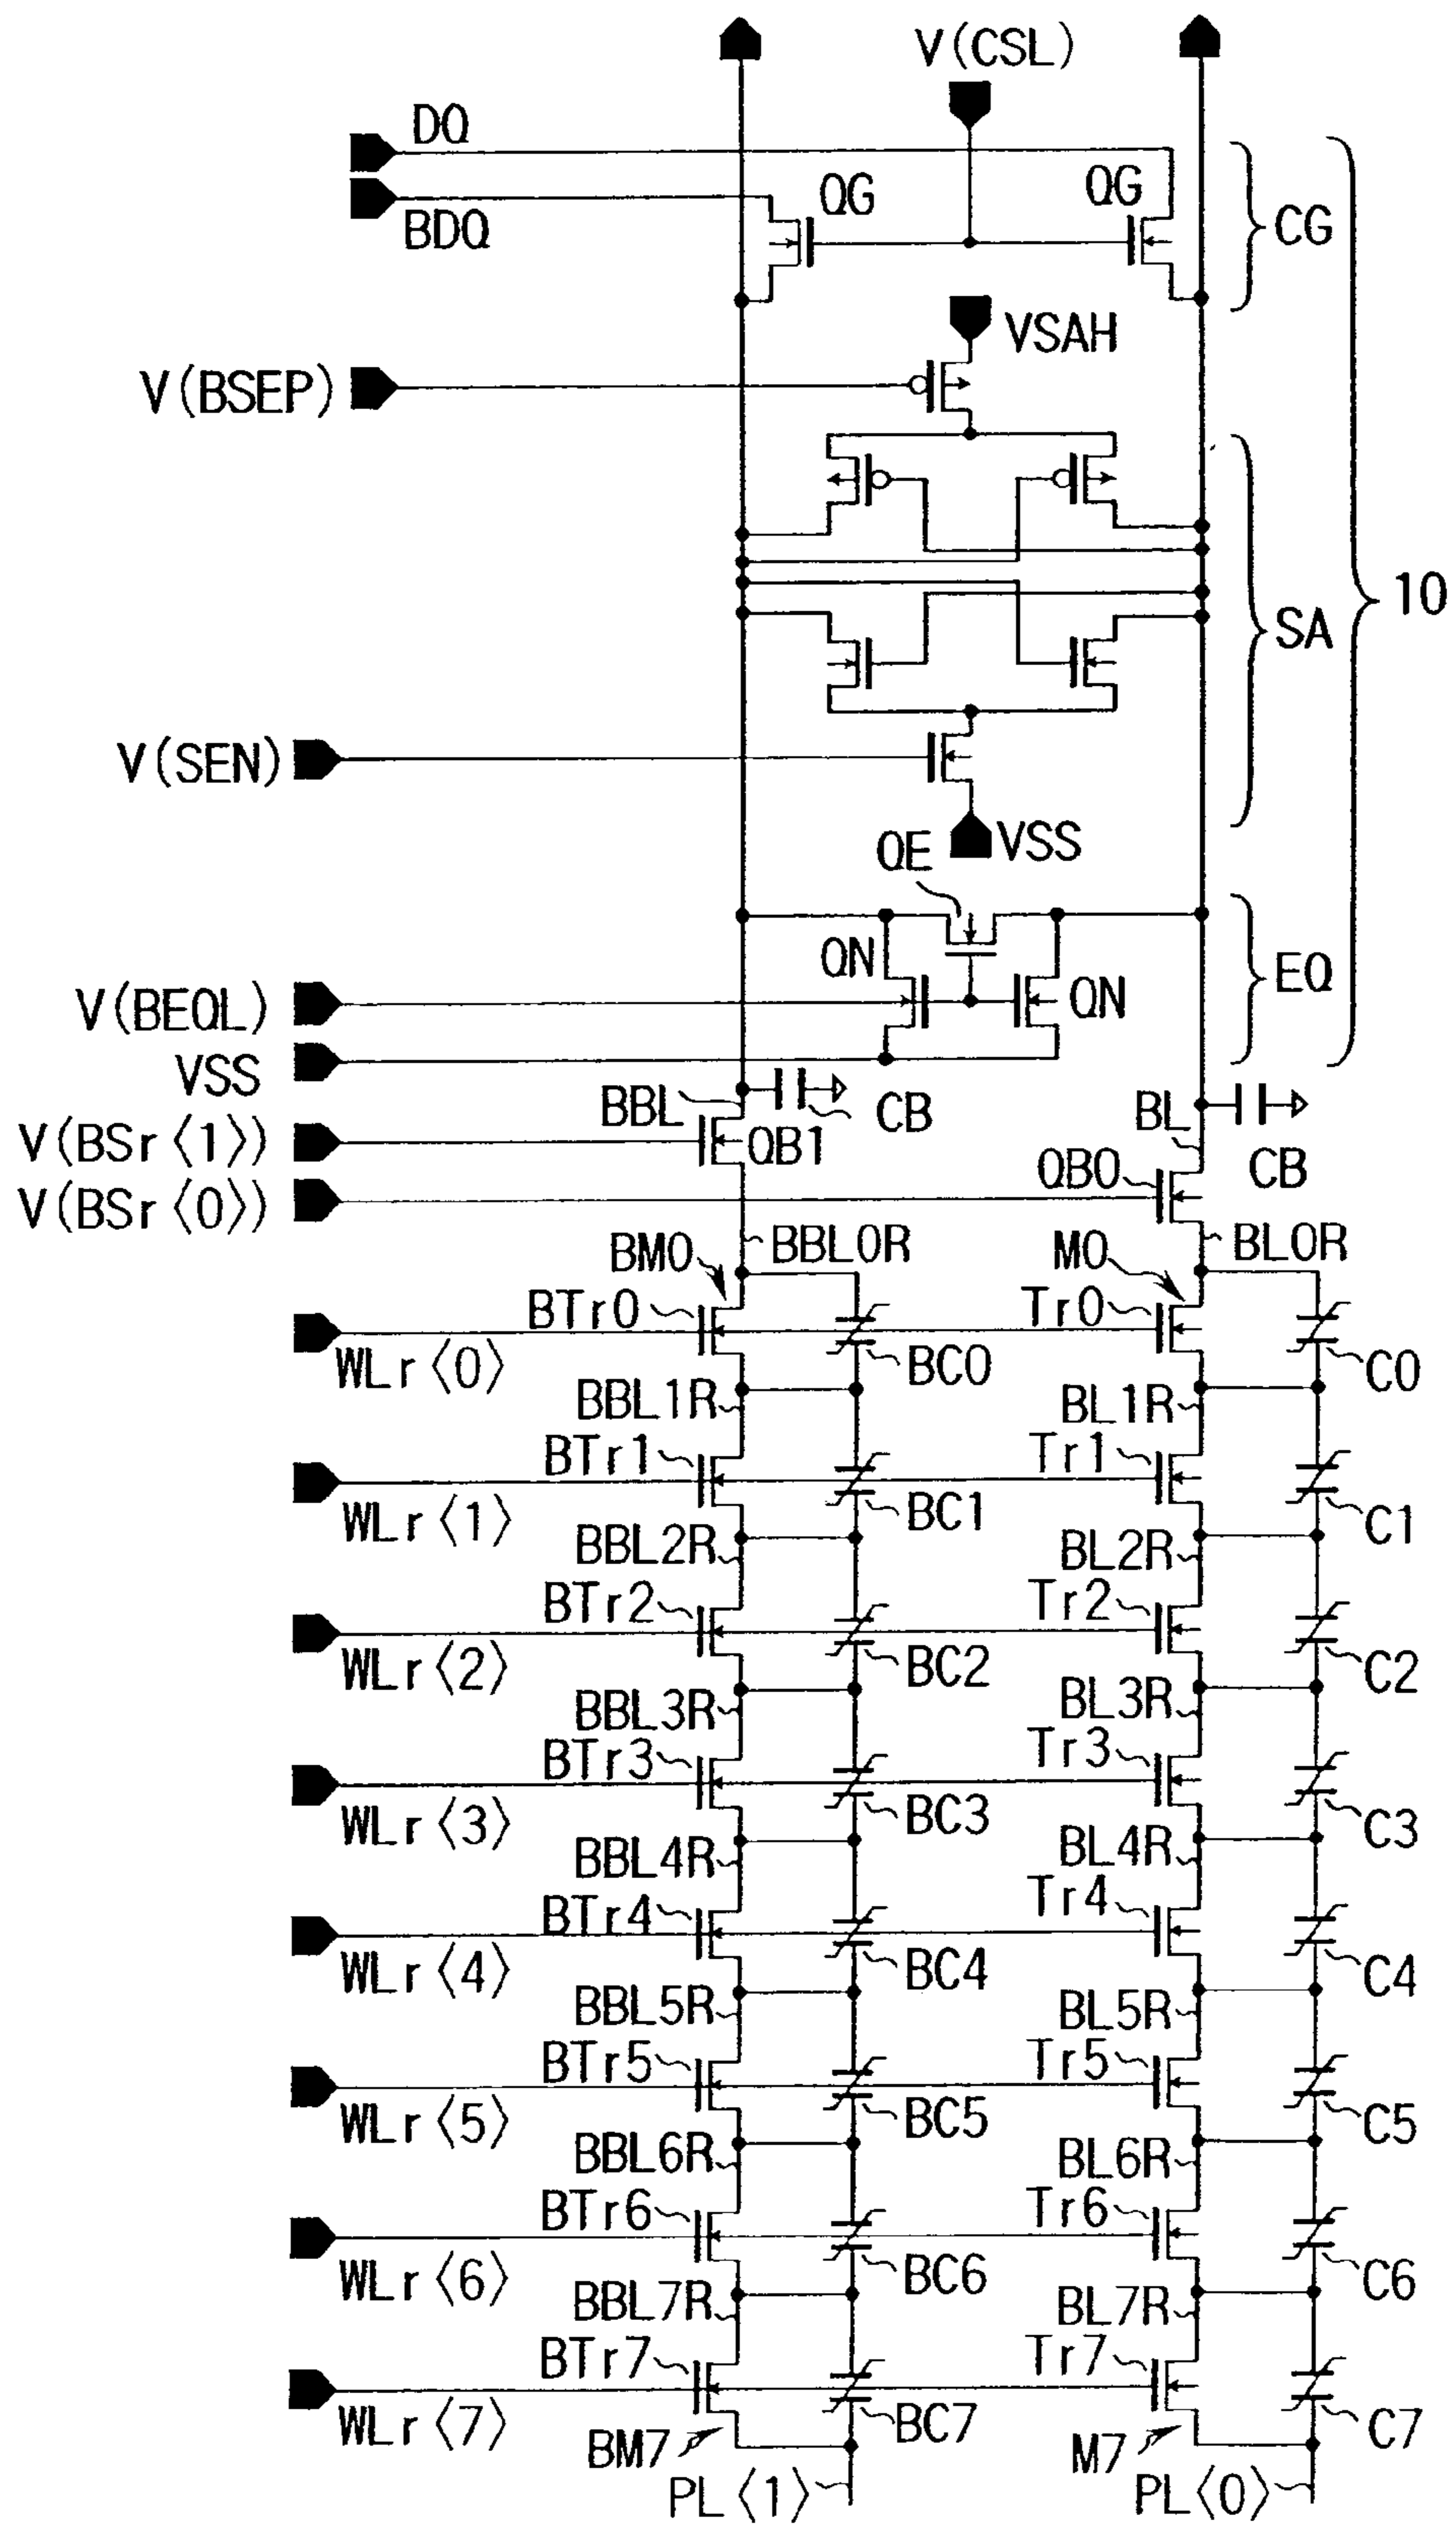 V(CSL)
DQ
BDQ
QG
QG
CG
VSAH
V(BSEP)
10
SA
V(SEN)
VSS
QE
QN
QN
EQ
V(BEQL)
VSS
BBL
CB
BL
CB
V(BSr⟨1⟩)
QB1
QB0
V(BSr⟨0⟩)
BBL0R
BL0R
BM0
M0
BTr0
Tr0
WLr⟨0⟩
BC0
C0
BBL1R
BL1R
BTr1
Tr1
WLr⟨1⟩
BC1
C1
BBL2R
BL2R
BTr2
Tr2
WLr⟨2⟩
BC2
C2
BBL3R
BL3R
BTr3
Tr3
WLr⟨3⟩
BC3
C3
BBL4R
BL4R
BTr4
Tr4
WLr⟨4⟩
BC4
C4
BBL5R
BL5R
BTr5
Tr5
WLr⟨5⟩
BC5
C5
BBL6R
BL6R
BTr6
Tr6
WLr⟨6⟩
BC6
C6
BBL7R
BL7R
BTr7
Tr7
WLr⟨7⟩
BC7
C7
BM7
M7
PL⟨1⟩
PL⟨0⟩